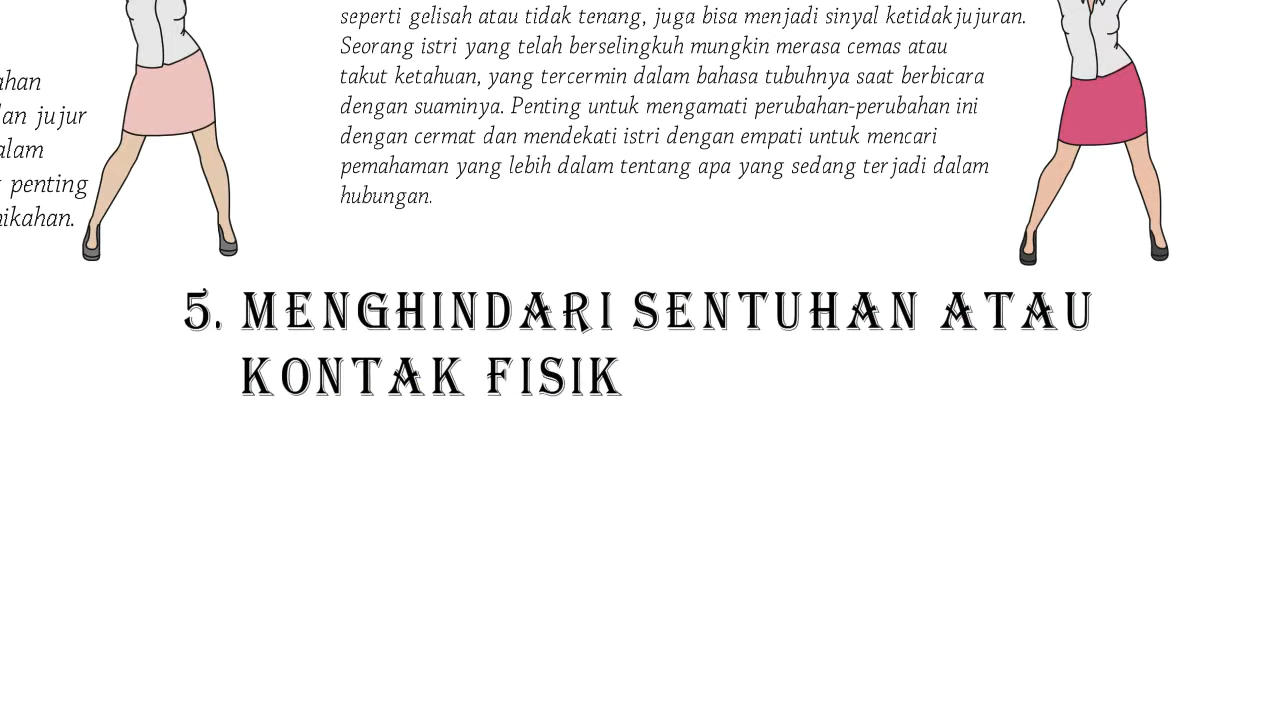 dan jujur
penting
seperti gelisah atau tidak tenang, juga bisa menjadi sinyal ketidakjujuran.
Seorang istri yang telah berselingkuh mungkin merasa cemas atau
takut ketahuan, yang tercermin dalam bahasa tubuhnya saat berbicara
dengan suaminya. Penting untuk mengamati perubahan-perubahan ini
dengan cermat dan mendekati istri dengan empati untuk mencari
pemahaman yang lebih dalam tentang apa yang sedang terjadi dalam
hubungan.
5. MENGHINDARI SENTUHAN ATAU
KONTAK FISIK